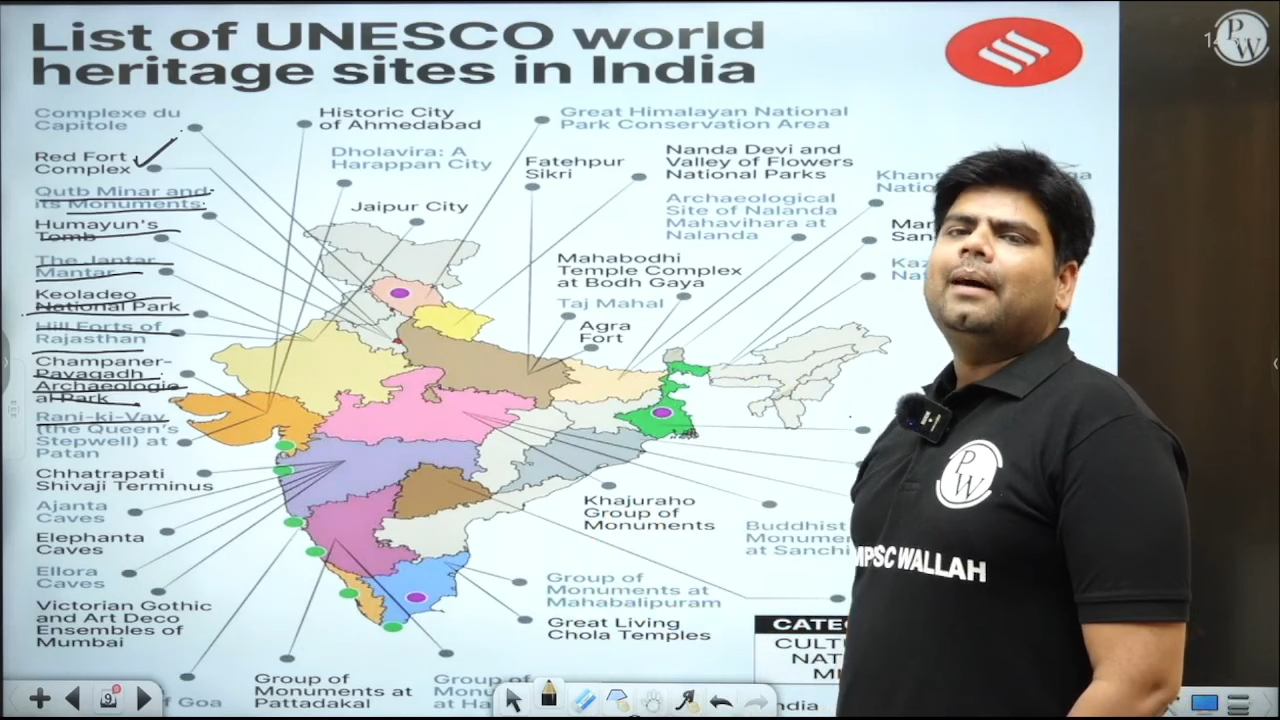 List of UNESCO world
heritage sites in India
Complexe du
Capitole
Red Fort
Complex
Qutb Minar and
its Monuments
Humayun's
Tomb
The Jantar
Mantar
Keoladeo
National Park
Hill Forts of
Rajasthan
Champaner-
Pavagadh
Archaeologic
al Park
Rani-ki-Vav
(the Queen's
Stepwell) at
Patan
Chhatrapati
Shivaji Terminus
Ajanta
Caves
Elephanta
Caves
Ellora
Caves
Victorian Gothic
and Art Deco
Ensembles of
Mumbai
Historic City
of Ahmedabad
Dholavira: A
Harappan City
Jaipur City
Great Himalayan National
Park Conservation Area
Fatehpur
Sikri
Nanda Devi and
Valley of Flowers
National Parks
Archaeological
Site of Nalanda
Mahavihara at
Nalanda
Mahabodhi
Temple Complex
at Bodh Gaya
Taj Mahal
Agra
Fort
Khajuraho
Group of
Monuments
Buddhist
at Sanchi
Group of
Monuments at
Mahabalipuram
Great Living
Chola Temples
Group of
Monuments at
Pattadakal
Group of
Goa
PW
PW
MPSC WALLAH
9